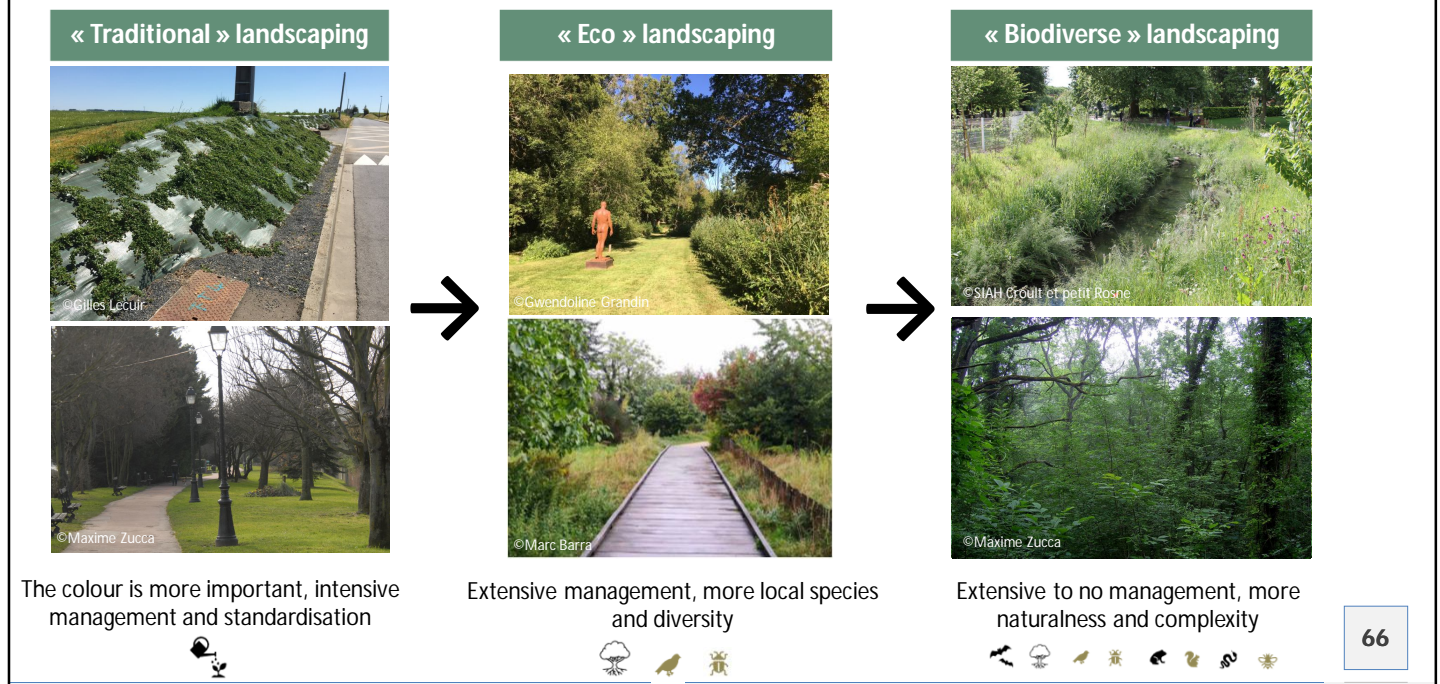 « Traditional » landscaping
« Eco » landscaping
« Biodiverse » landscaping
©Gilles Lecuir
©Gwendoline Grandin
©SIAH Croult et petit Rosne
©Maxime Zucca
©Marc Barra
©Maxime Zucca
The colour is more important, intensive
management and standardisation
Extensive management, more local species
and diversity
Extensive to no management, more
naturalness and complexity
66